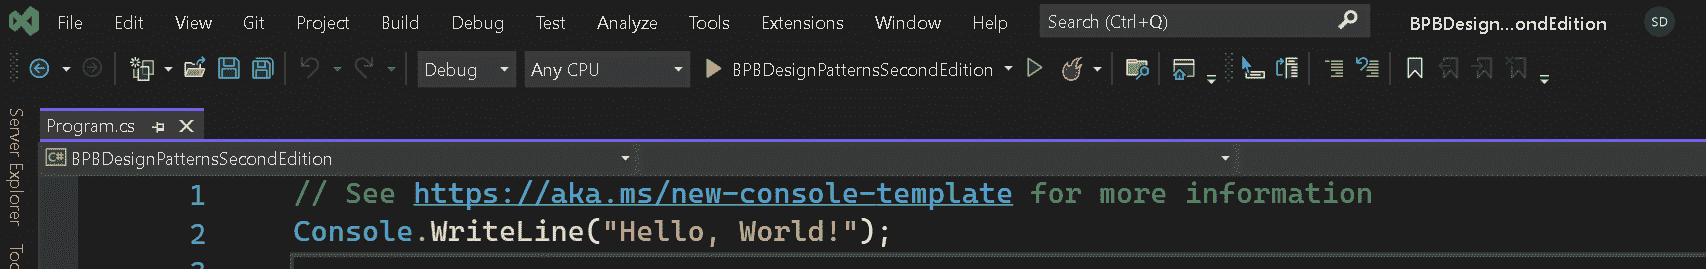 File Edit View Git Project Build Debug Test Analyze Tools Extensions Window Help Search (Ctrl+Q) BPBDesign...ondEdition SD
Debug Any CPU BPBDesignPatternsSecondEdition
Server Explorer
Program.cs
C# BPBDesignPatternsSecondEdition
1 // See https://aka.ms/new-console-template for more information
2 Console.WriteLine("Hello, World!");